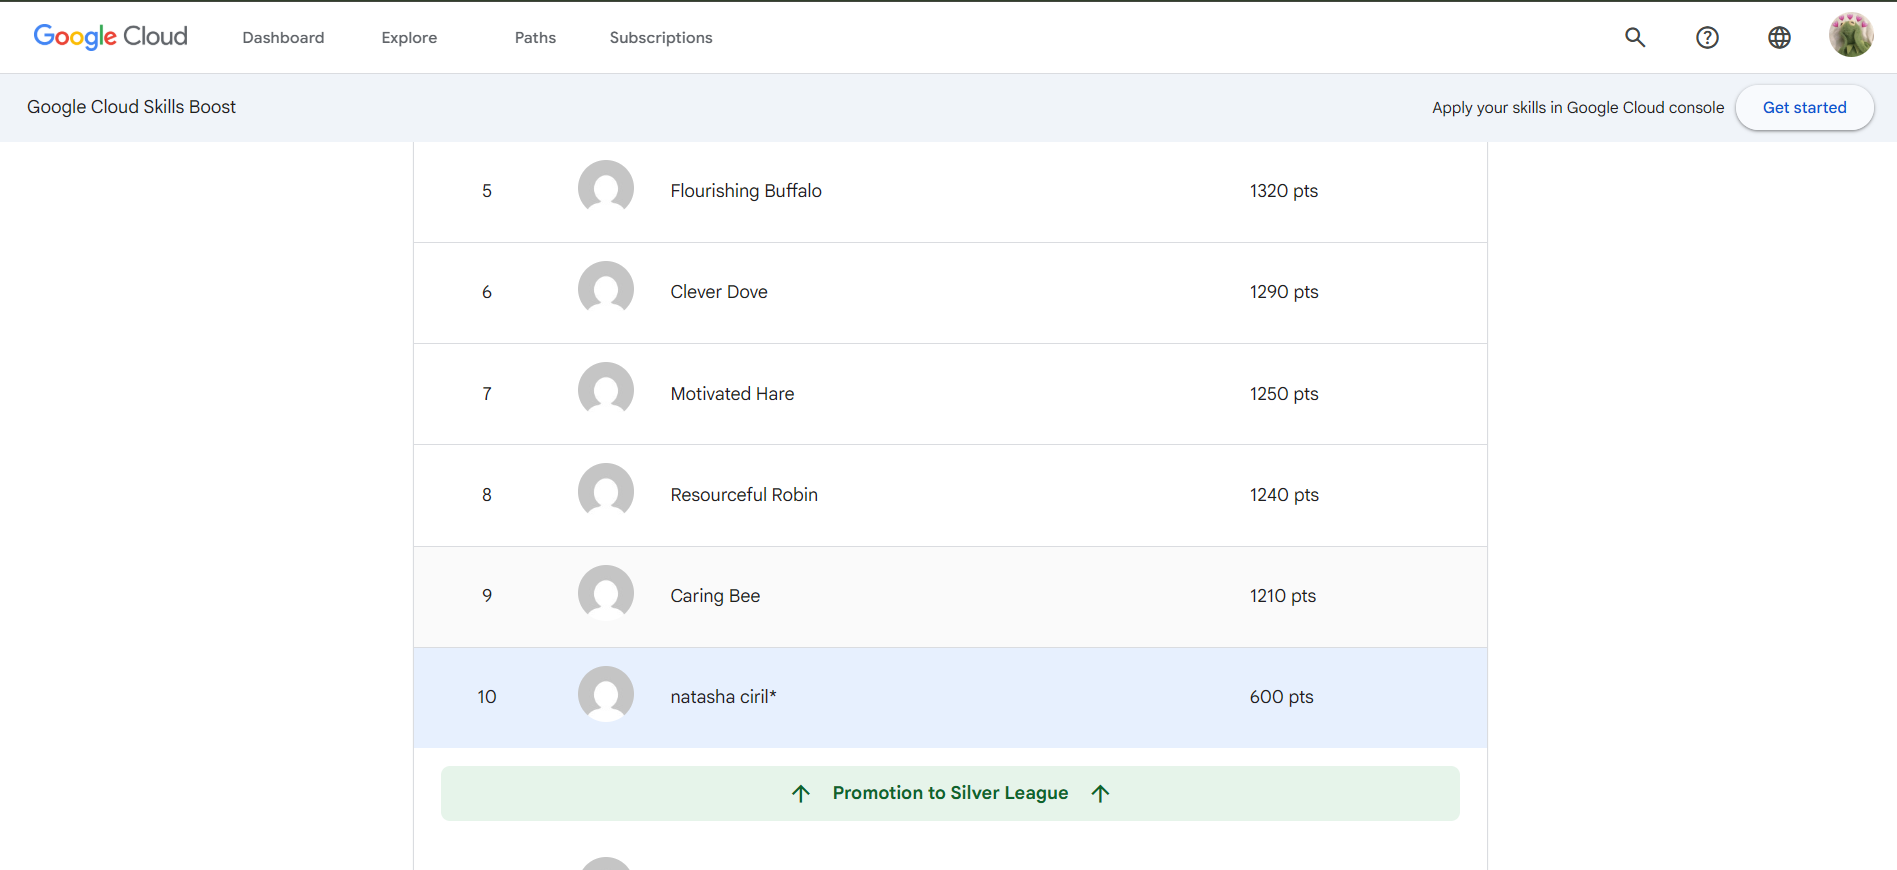 Google Cloud Dashboard Explore Paths Subscriptions
Google Cloud Skills Boost Apply your skills in Google Cloud console Get started
5 Flourishing Buffalo 1320 pts
6 Clever Dove 1290 pts
7 Motivated Hare 1250 pts
8 Resourceful Robin 1240 pts
9 Caring Bee 1210 pts
10 natasha ciril* 600 pts
Promotion to Silver League